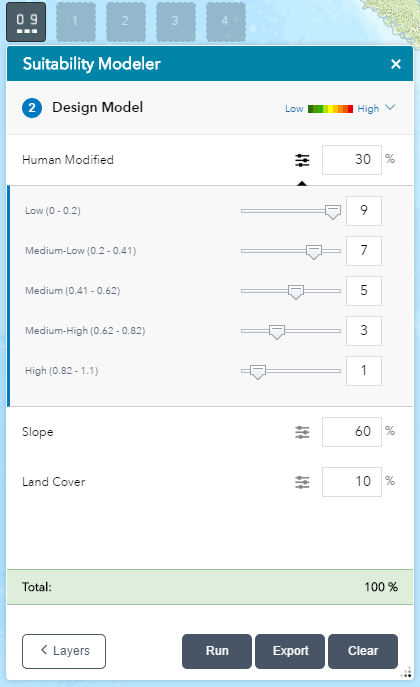 0 9
1
2
3
4
Suitability Modeler ×
2 Design Model Low High
Human Modified 30 %
Low (0 - 0.2) 9
Medium-Low (0.2 - 0.41) 7
Medium (0.41 - 0.62) 5
Medium-High (0.62 - 0.82) 3
High (0.82 - 1.1) 1
Slope 60 %
Land Cover 10 %
Total: 100 %
< Layers Run Export Clear